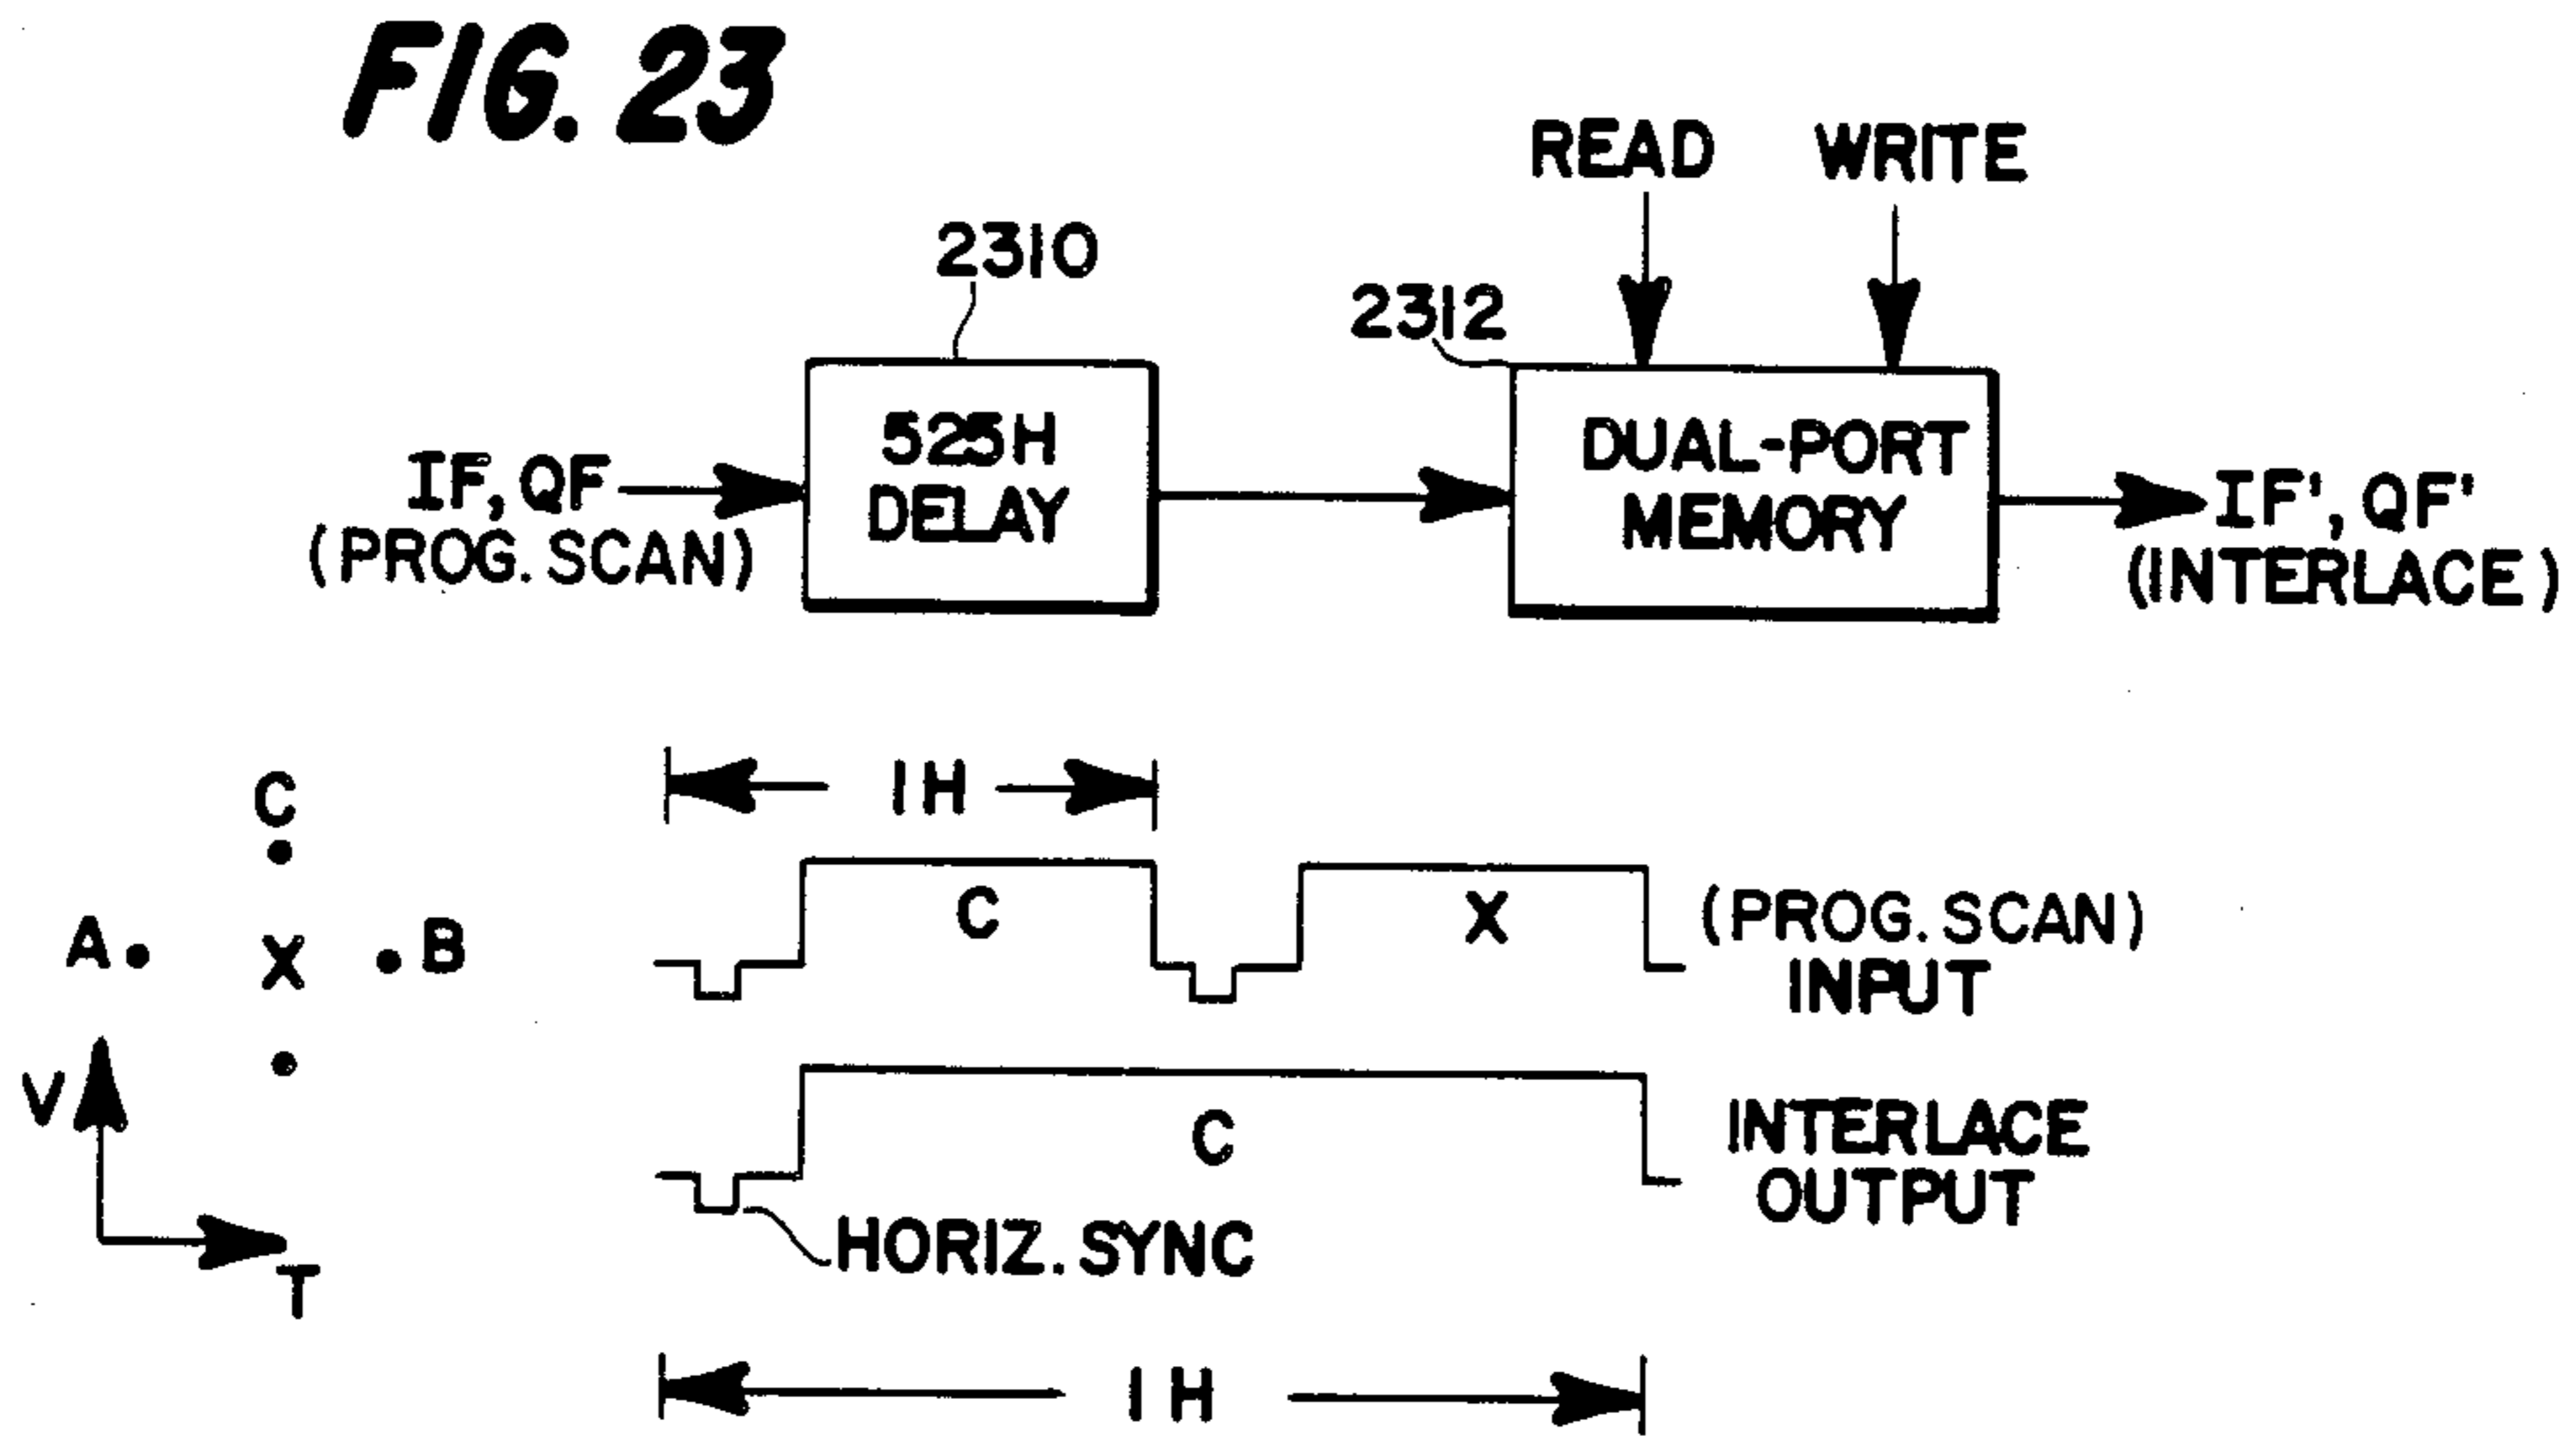 FIG. 23
READ WRITE
2310
2312
525H
DELAY
DUAL-PORT
MEMORY
IF, QF
(PROG. SCAN)
IF', QF'
(INTERLACE)
C
A X B
V
T
1H
C X
(PROG. SCAN)
INPUT
C
INTERLACE
OUTPUT
HORIZ. SYNC
1H